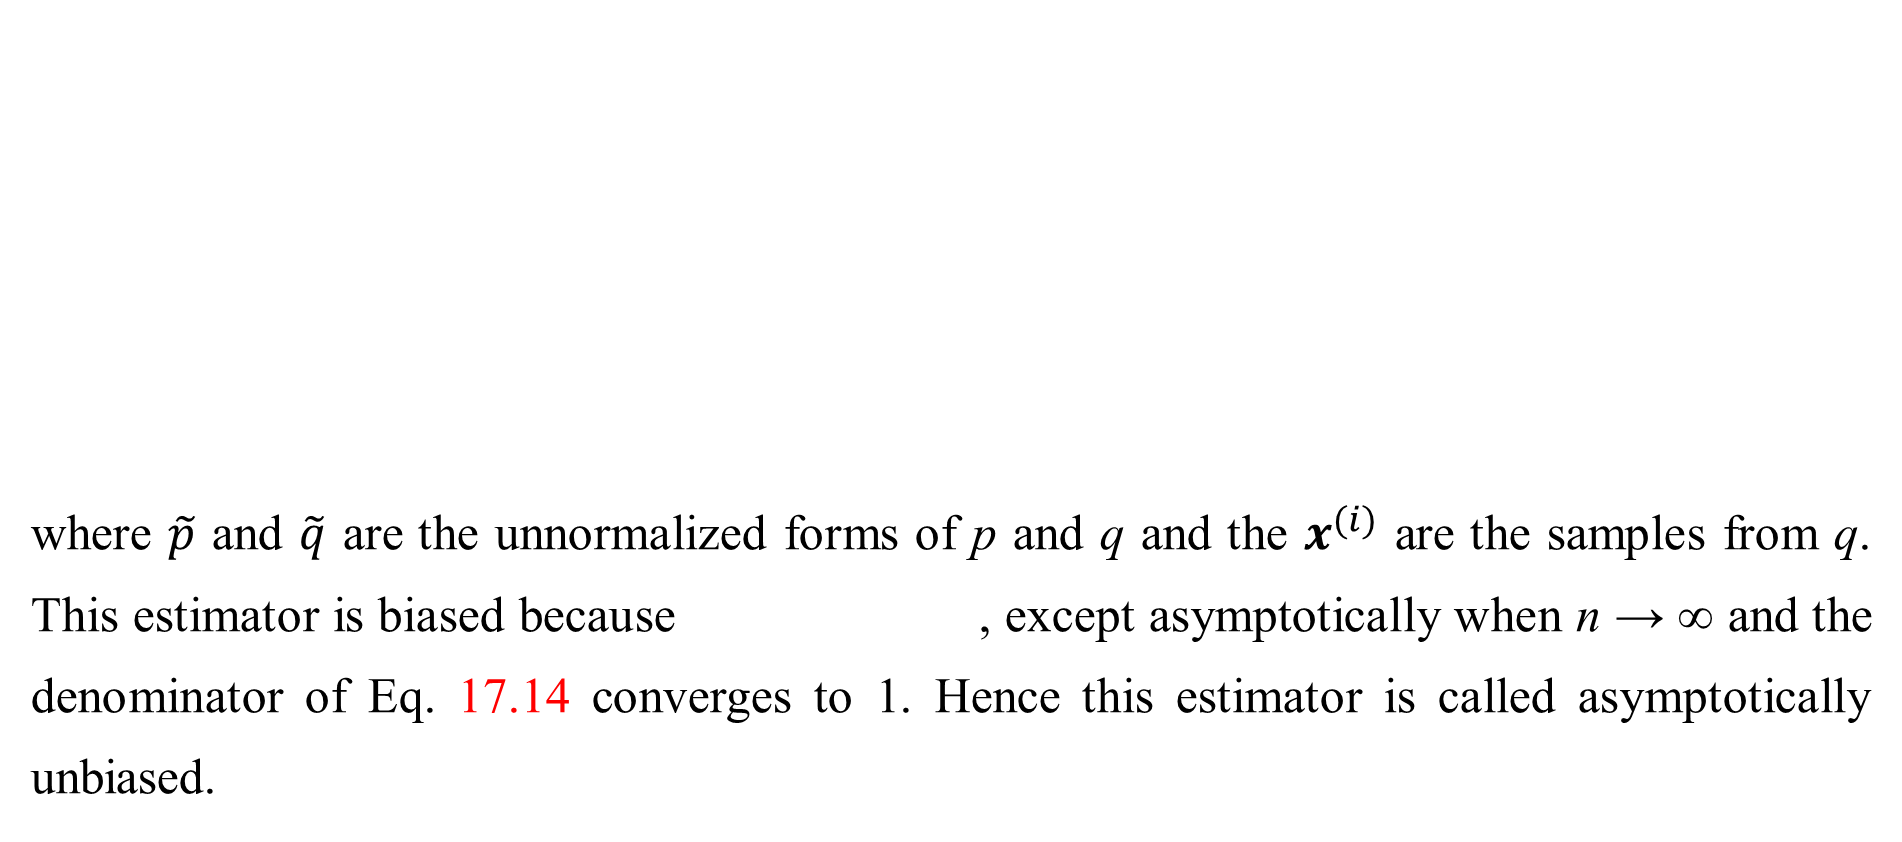 where p̃ and q̃ are the unnormalized forms of p and q and the x⁽ⁱ⁾ are the samples from q.
This estimator is biased because , except asymptotically when n → ∞ and the
denominator of Eq. 17.14 converges to 1. Hence this estimator is called asymptotically
unbiased.